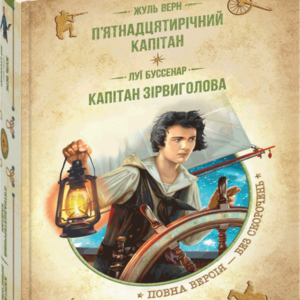 ЖУЛЬ ВЕРН
П'ЯТНАДЦЯТИРІЧНИЙ
КАПІТАН
ЛУЇ БУССЕНАР
КАПІТАН ЗІРВИГОЛОВА
ПОВНА ВЕРСІЯ — БЕЗ СКОРОЧЕНЬ